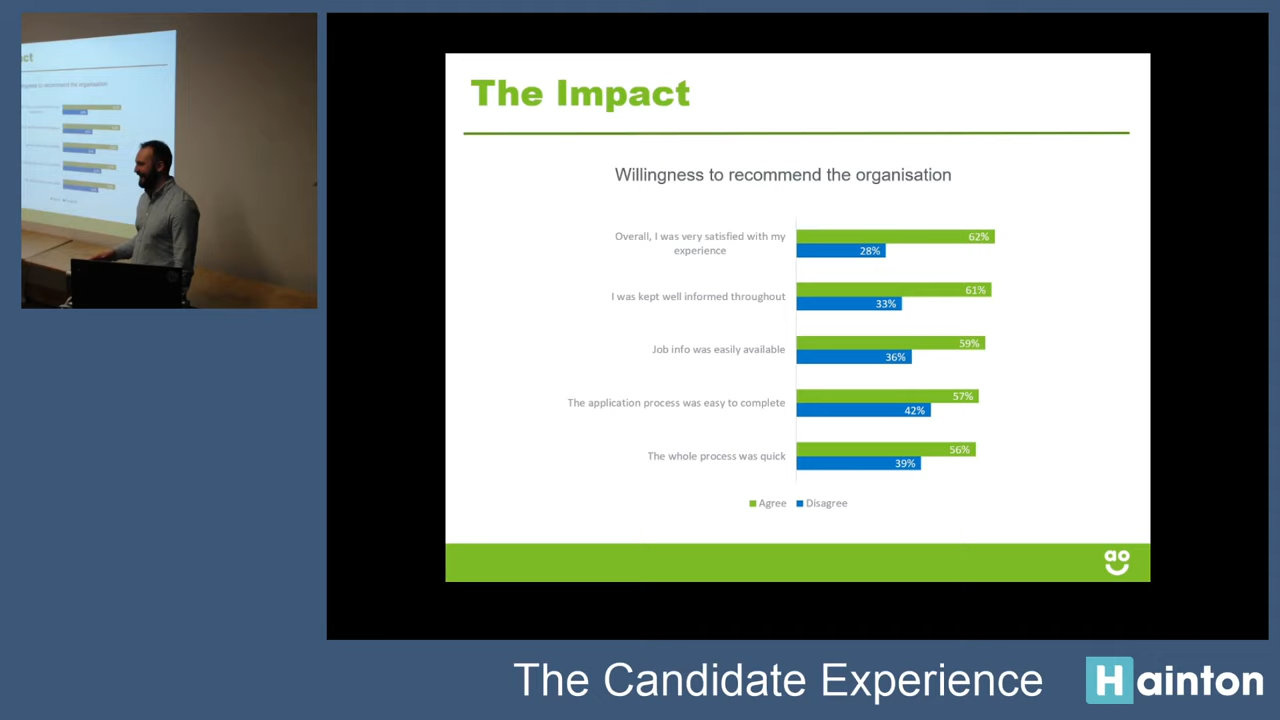 The Impact
Willingness to recommend the organisation
Overall, I was very satisfied with my
experience
62%
28%
I was kept well informed throughout
61%
33%
Job info was easily available
59%
36%
The application process was easy to complete
57%
42%
The whole process was quick
56%
39%
Agree
Disagree
ao
The Candidate Experience
Hainton
act